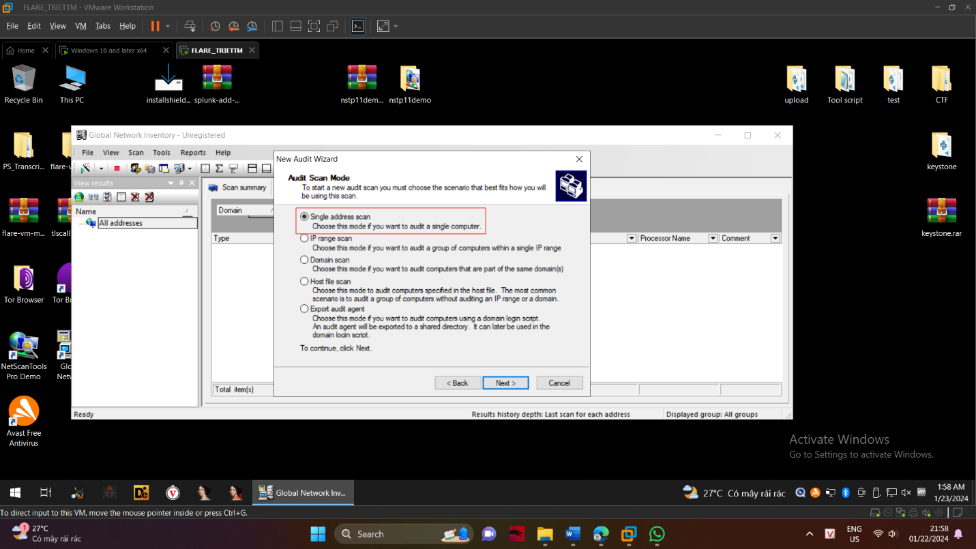 FLARE_TRIETTM - VMware Workstation
File Edit View VM Tabs Help
Home
Windows 10 and later x64
FLARE_TRIETTM
Recycle Bin
This PC
installshield...
splunk-add-...
nstp11dem...
nstp11demo
upload
Tool script
test
CTF
PS_Transcri...
flare-v
keystone
flare-vm-m...
tlscall
keystone.rar
Tor Browser
Tor B
NetScanTools
Pro Demo
Glo
Netw
Avast Free
Antivirus
Global Network Inventory - Unregistered
File View Scan Tools Reports Help
View results
Name
All addresses
Scan summary
Domain
Type
Processor Name
Comment
Total item(s)
Ready
Results history depth: Last scan for each address
Displayed group: All groups
New Audit Wizard
Audit Scan Mode
To start a new audit scan you must choose the scenario that best fits how you will
be using this scan.
Single address scan
Choose this mode if you want to audit a single computer.
IP range scan
Choose this mode if you want to audit a group of computers within a single IP range
Domain scan
Choose this mode if you want to audit computers that are part of the same domain(s)
Host file scan
Choose this mode to audit computers specified in the host file. The most common
scenario is to audit a group of computers without auditing an IP range or a domain.
Export audit agent
Choose this mode if you want to audit computers using a domain login script.
An audit agent will be exported to a shared directory. It can later be used in the
domain login script.
To continue, click Next.
< Back
Next >
Cancel
Activate Windows
Go to Settings to activate Windows.
Global Network Inv...
27°C Có mây rải rác
1:58 AM
1/23/2024
To direct input to this VM, move the mouse pointer inside or press Ctrl+G.
27°C
Có mây rải rác
Search
ENG
US
21:58
01/22/2024